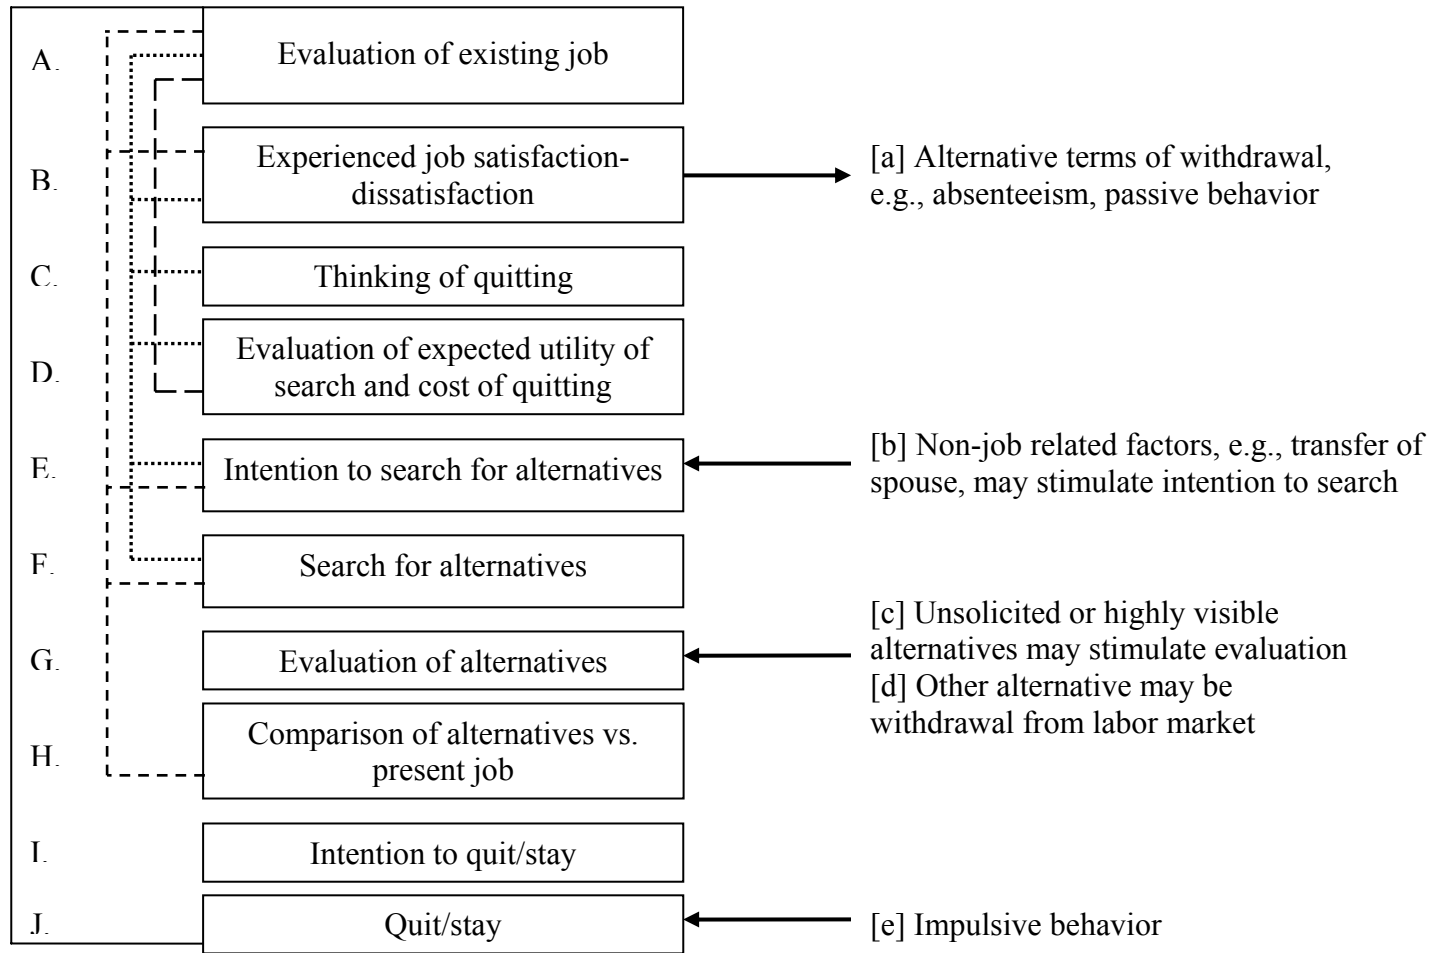 A.
Evaluation of existing job
B.
Experienced job satisfaction-
dissatisfaction
[a] Alternative terms of withdrawal,
e.g., absenteeism, passive behavior
C.
Thinking of quitting
D.
Evaluation of expected utility of
search and cost of quitting
E.
Intention to search for alternatives
[b] Non-job related factors, e.g., transfer of
spouse, may stimulate intention to search
F.
Search for alternatives
G.
Evaluation of alternatives
[c] Unsolicited or highly visible
alternatives may stimulate evaluation
[d] Other alternative may be
withdrawal from labor market
H.
Comparison of alternatives vs.
present job
I.
Intention to quit/stay
J.
Quit/stay
[e] Impulsive behavior